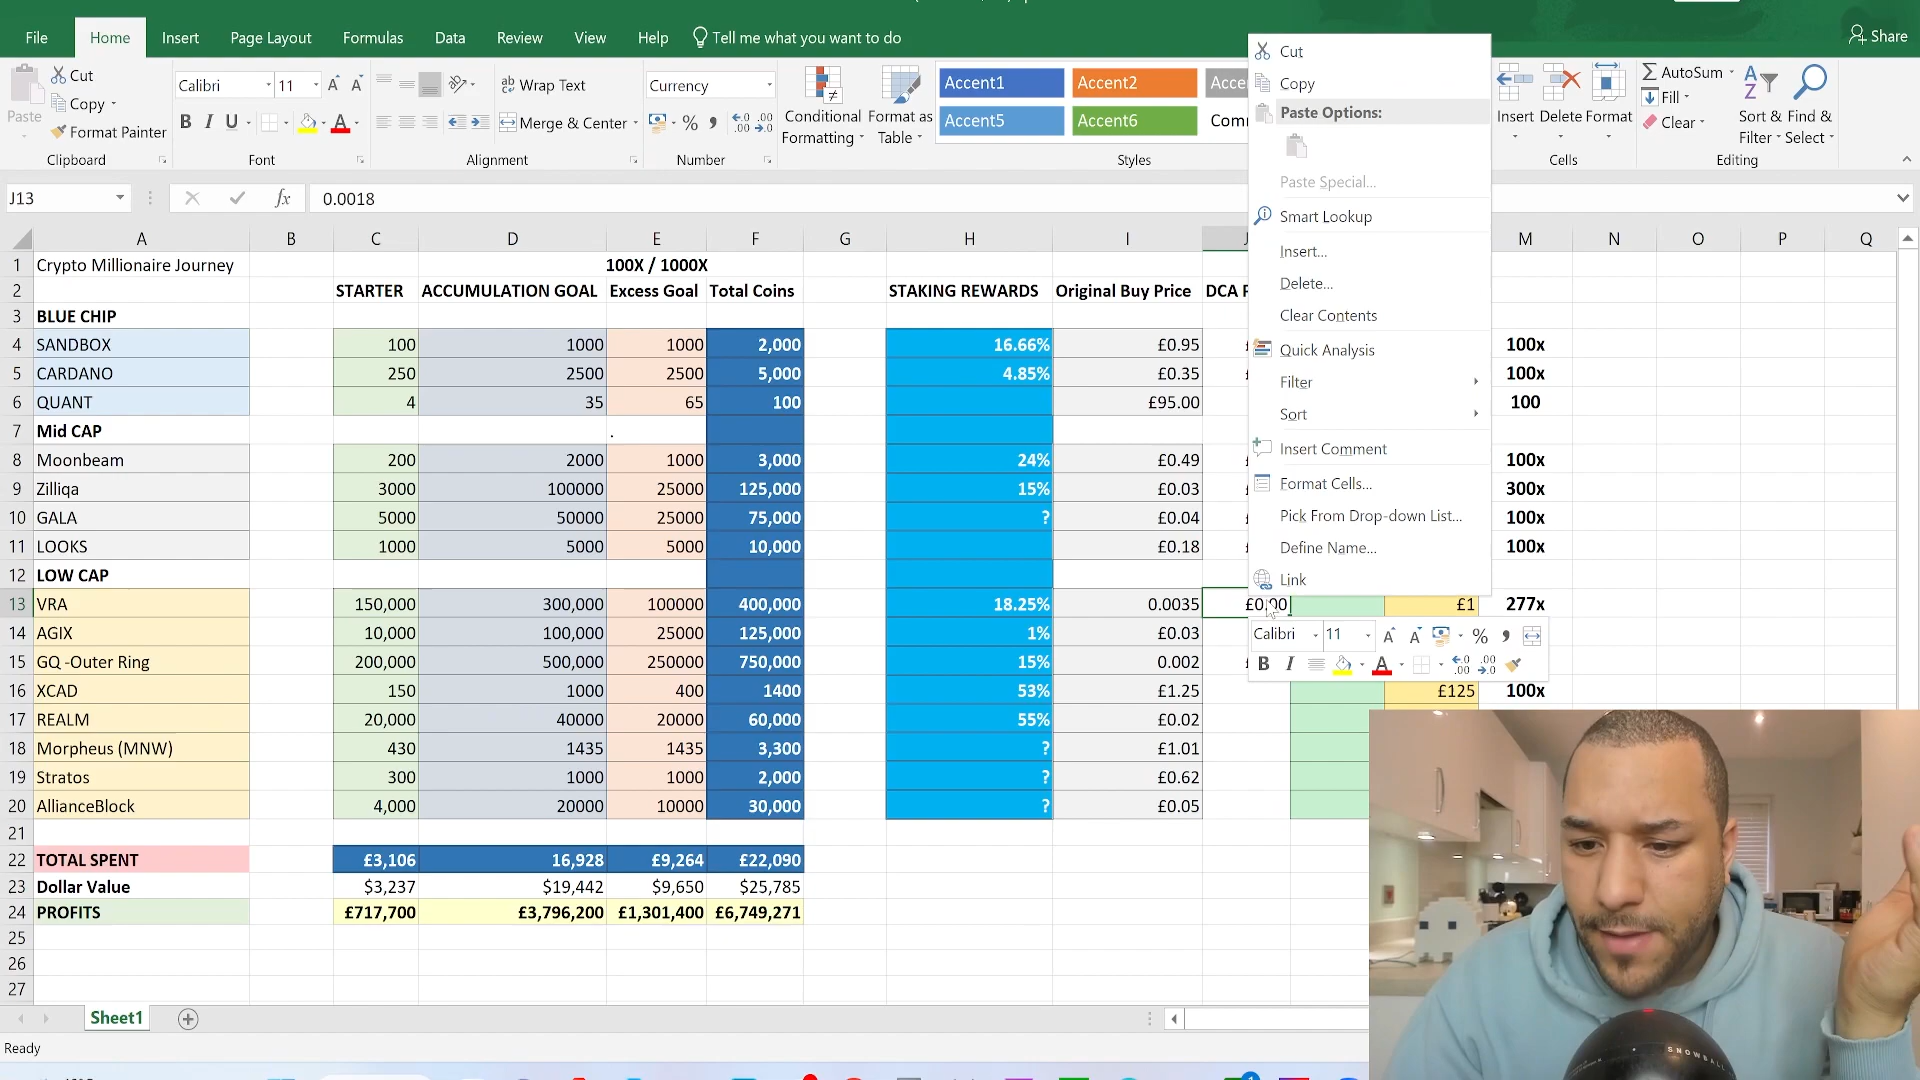 File Home Insert Page Layout Formulas Data Review View Help Tell me what you want to do Share
Cut
Copy
Format Painter
Paste
Clipboard
Calibri 11
B I U
Font
Wrap Text
Merge & Center
Alignment
Currency
Number
Conditional Formatting
Format as Table
Accent1 Accent2
Accent5 Accent6
Styles
Insert Delete Format
Cells
AutoSum
Fill
Clear
Sort & Filter
Find & Select
Editing
J13 fx 0.0018
A B C D E F G H I M N O P Q
1 Crypto Millionaire Journey 100X / 1000X
2 STARTER ACCUMULATION GOAL Excess Goal Total Coins STAKING REWARDS Original Buy Price DCA
3 BLUE CHIP
4 SANDBOX 100 1000 1000 2,000 16.66% £0.95 100x
5 CARDANO 250 2500 2500 5,000 4.85% £0.35 100x
6 QUANT 4 35 65 100 £95.00 100
7 Mid CAP .
8 Moonbeam 200 2000 1000 3,000 24% £0.49 100x
9 Zilliqa 3000 100000 25000 125,000 15% £0.03 300x
10 GALA 5000 50000 25000 75,000 ? £0.04 100x
11 LOOKS 1000 5000 5000 10,000 £0.18 100x
12 LOW CAP
13 VRA 150,000 300,000 100000 400,000 18.25% 0.0035 £0.00 £1 277x
14 AGIX 10,000 100,000 25000 125,000 1% £0.03
15 GQ -Outer Ring 200,000 500,000 250000 750,000 15% 0.002
16 XCAD 150 1000 400 1400 53% £1.25 £125 100x
17 REALM 20,000 40000 20000 60,000 55% £0.02
18 Morpheus (MNW) 430 1435 1435 3,300 ? £1.01
19 Stratos 300 1000 1000 2,000 ? £0.62
20 AllianceBlock 4,000 20000 10000 30,000 ? £0.05
21
22 TOTAL SPENT £3,106 16,928 £9,264 £22,090
23 Dollar Value $3,237 $19,442 $9,650 $25,785
24 PROFITS £717,700 £3,796,200 £1,301,400 £6,749,271
25
26
27
Cut
Copy
Paste Options:
Paste Special...
Smart Lookup
Insert...
Delete...
Clear Contents
Quick Analysis
Filter
Sort
Insert Comment
Format Cells...
Pick From Drop-down List...
Define Name...
Link
Calibri 11 %
B I A
Sheet1
Ready
SNOWBALL